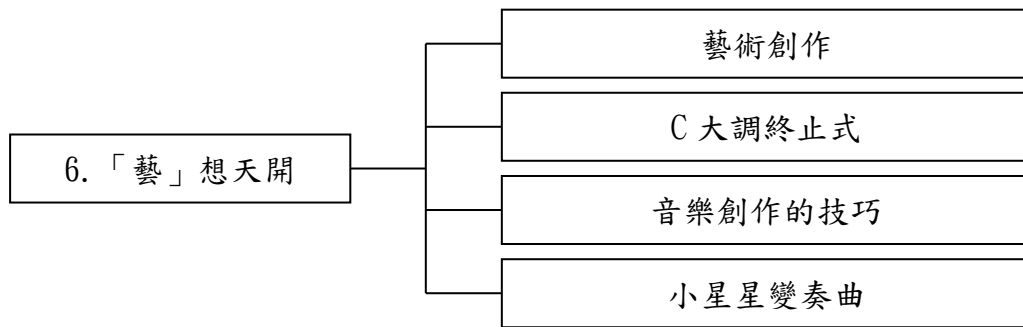 藝術創作
C 大調終止式
6.「藝」想天開
音樂創作的技巧
小星星變奏曲